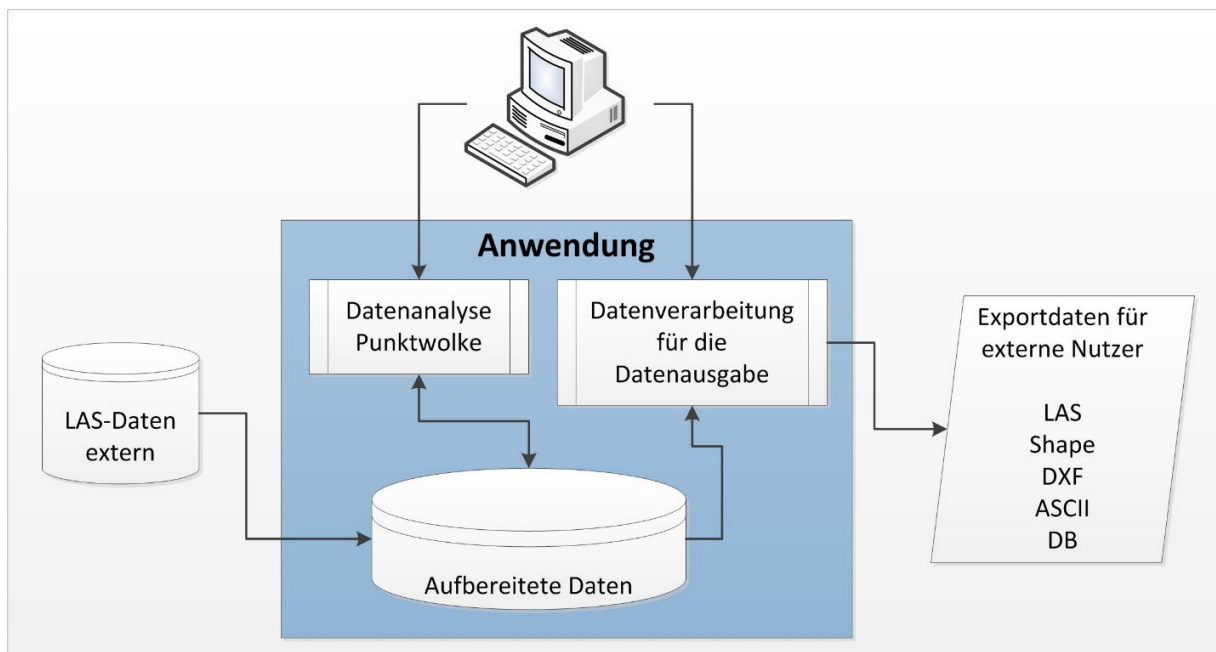 Anwendung
Datenanalyse
Punktwolke
Datenverarbeitung
für die
Datenausgabe
LAS-Daten
extern
Aufbereitete Daten
Exportdaten für
externe Nutzer
LAS
Shape
DXF
ASCII
DB